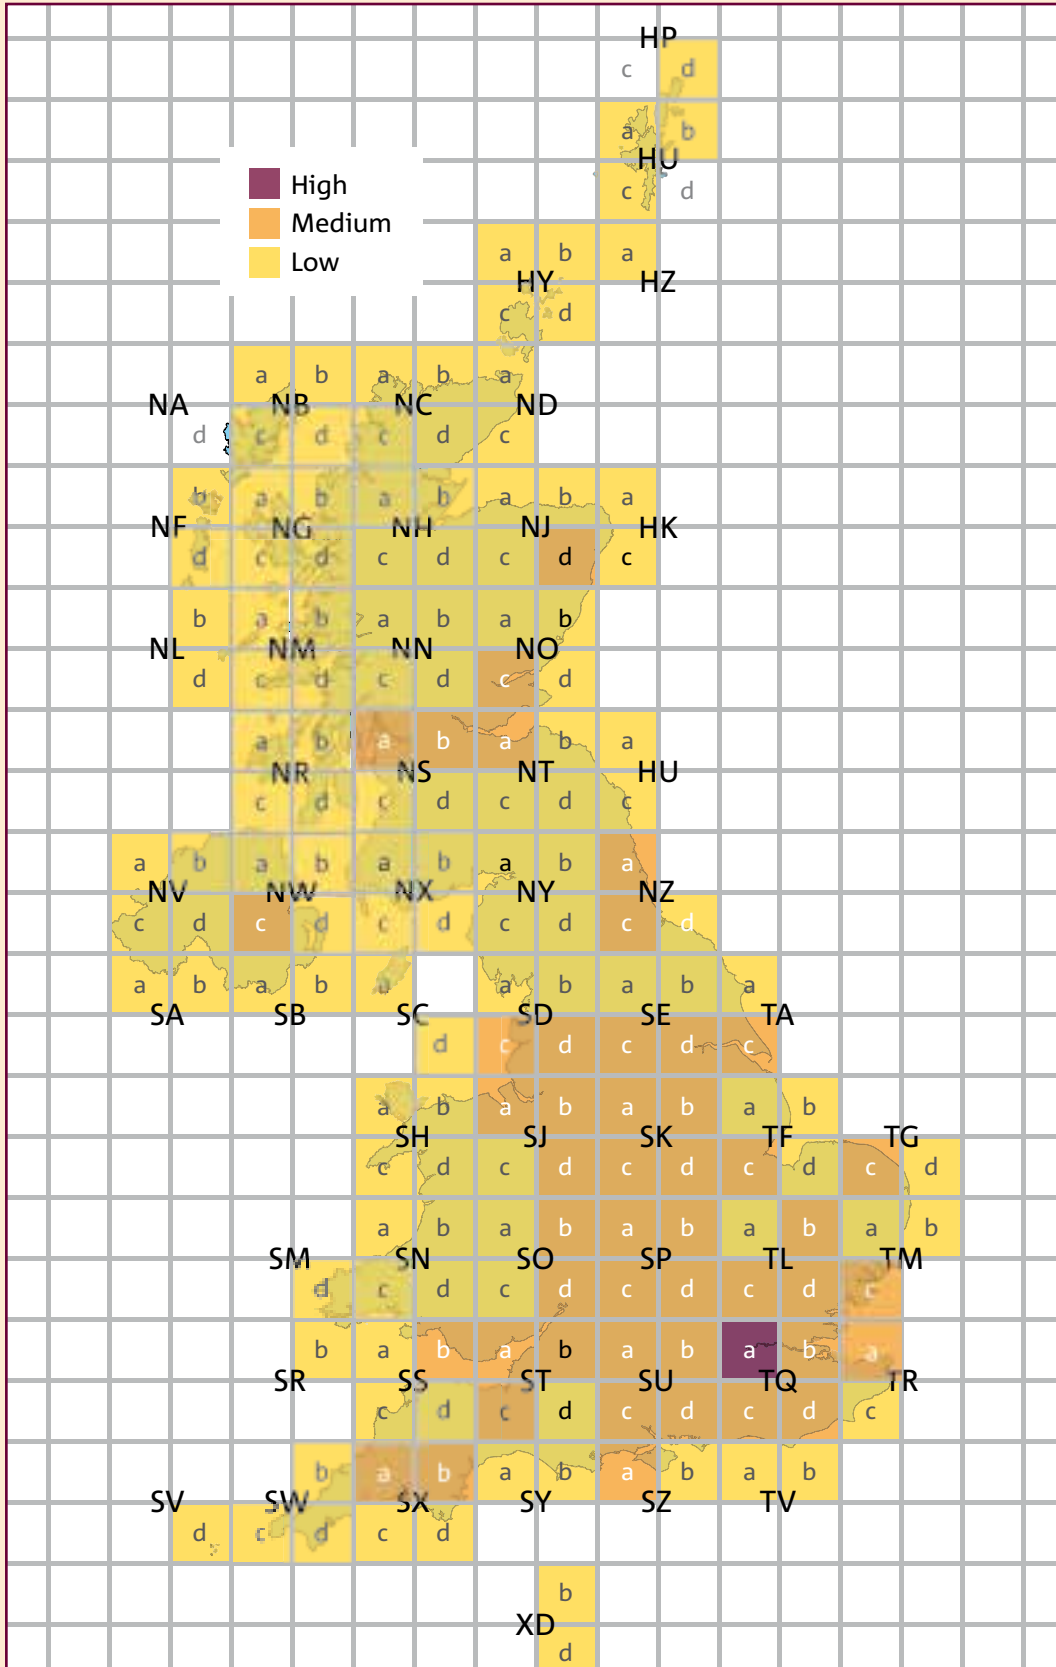 HP
c d
a b
HU
High
c d
Medium
a b a
Low
HY HZ
c d
a b a b a
NA NB NC ND
d c d c d c
b a b a b a b a
NF NG NH NJ HK
d c d c d c d c
b a b a b a b
NL NM NN NO
d c d c d c d
a b a b a b a
NR NS NT HU
c d c d c d c
a b a b a b a b a
NV NW NX NY NZ
c d c d c d c d c d
a b a b a a b a b a
SA SB SC SD SE TA
d c d c d c
a b a b a b a b
SH SJ SK TF TG
c d c d c d c d c d
a b a b a b a b a b
SM SN SO SP TL TM
d c d c d c d c d c
b a b a b a b a b a
SR SS ST SU TQ TR
c d c d c d c d c
b a b a b a b a b
SV SW SX SY SZ TV
d c d c d
b
XD
d